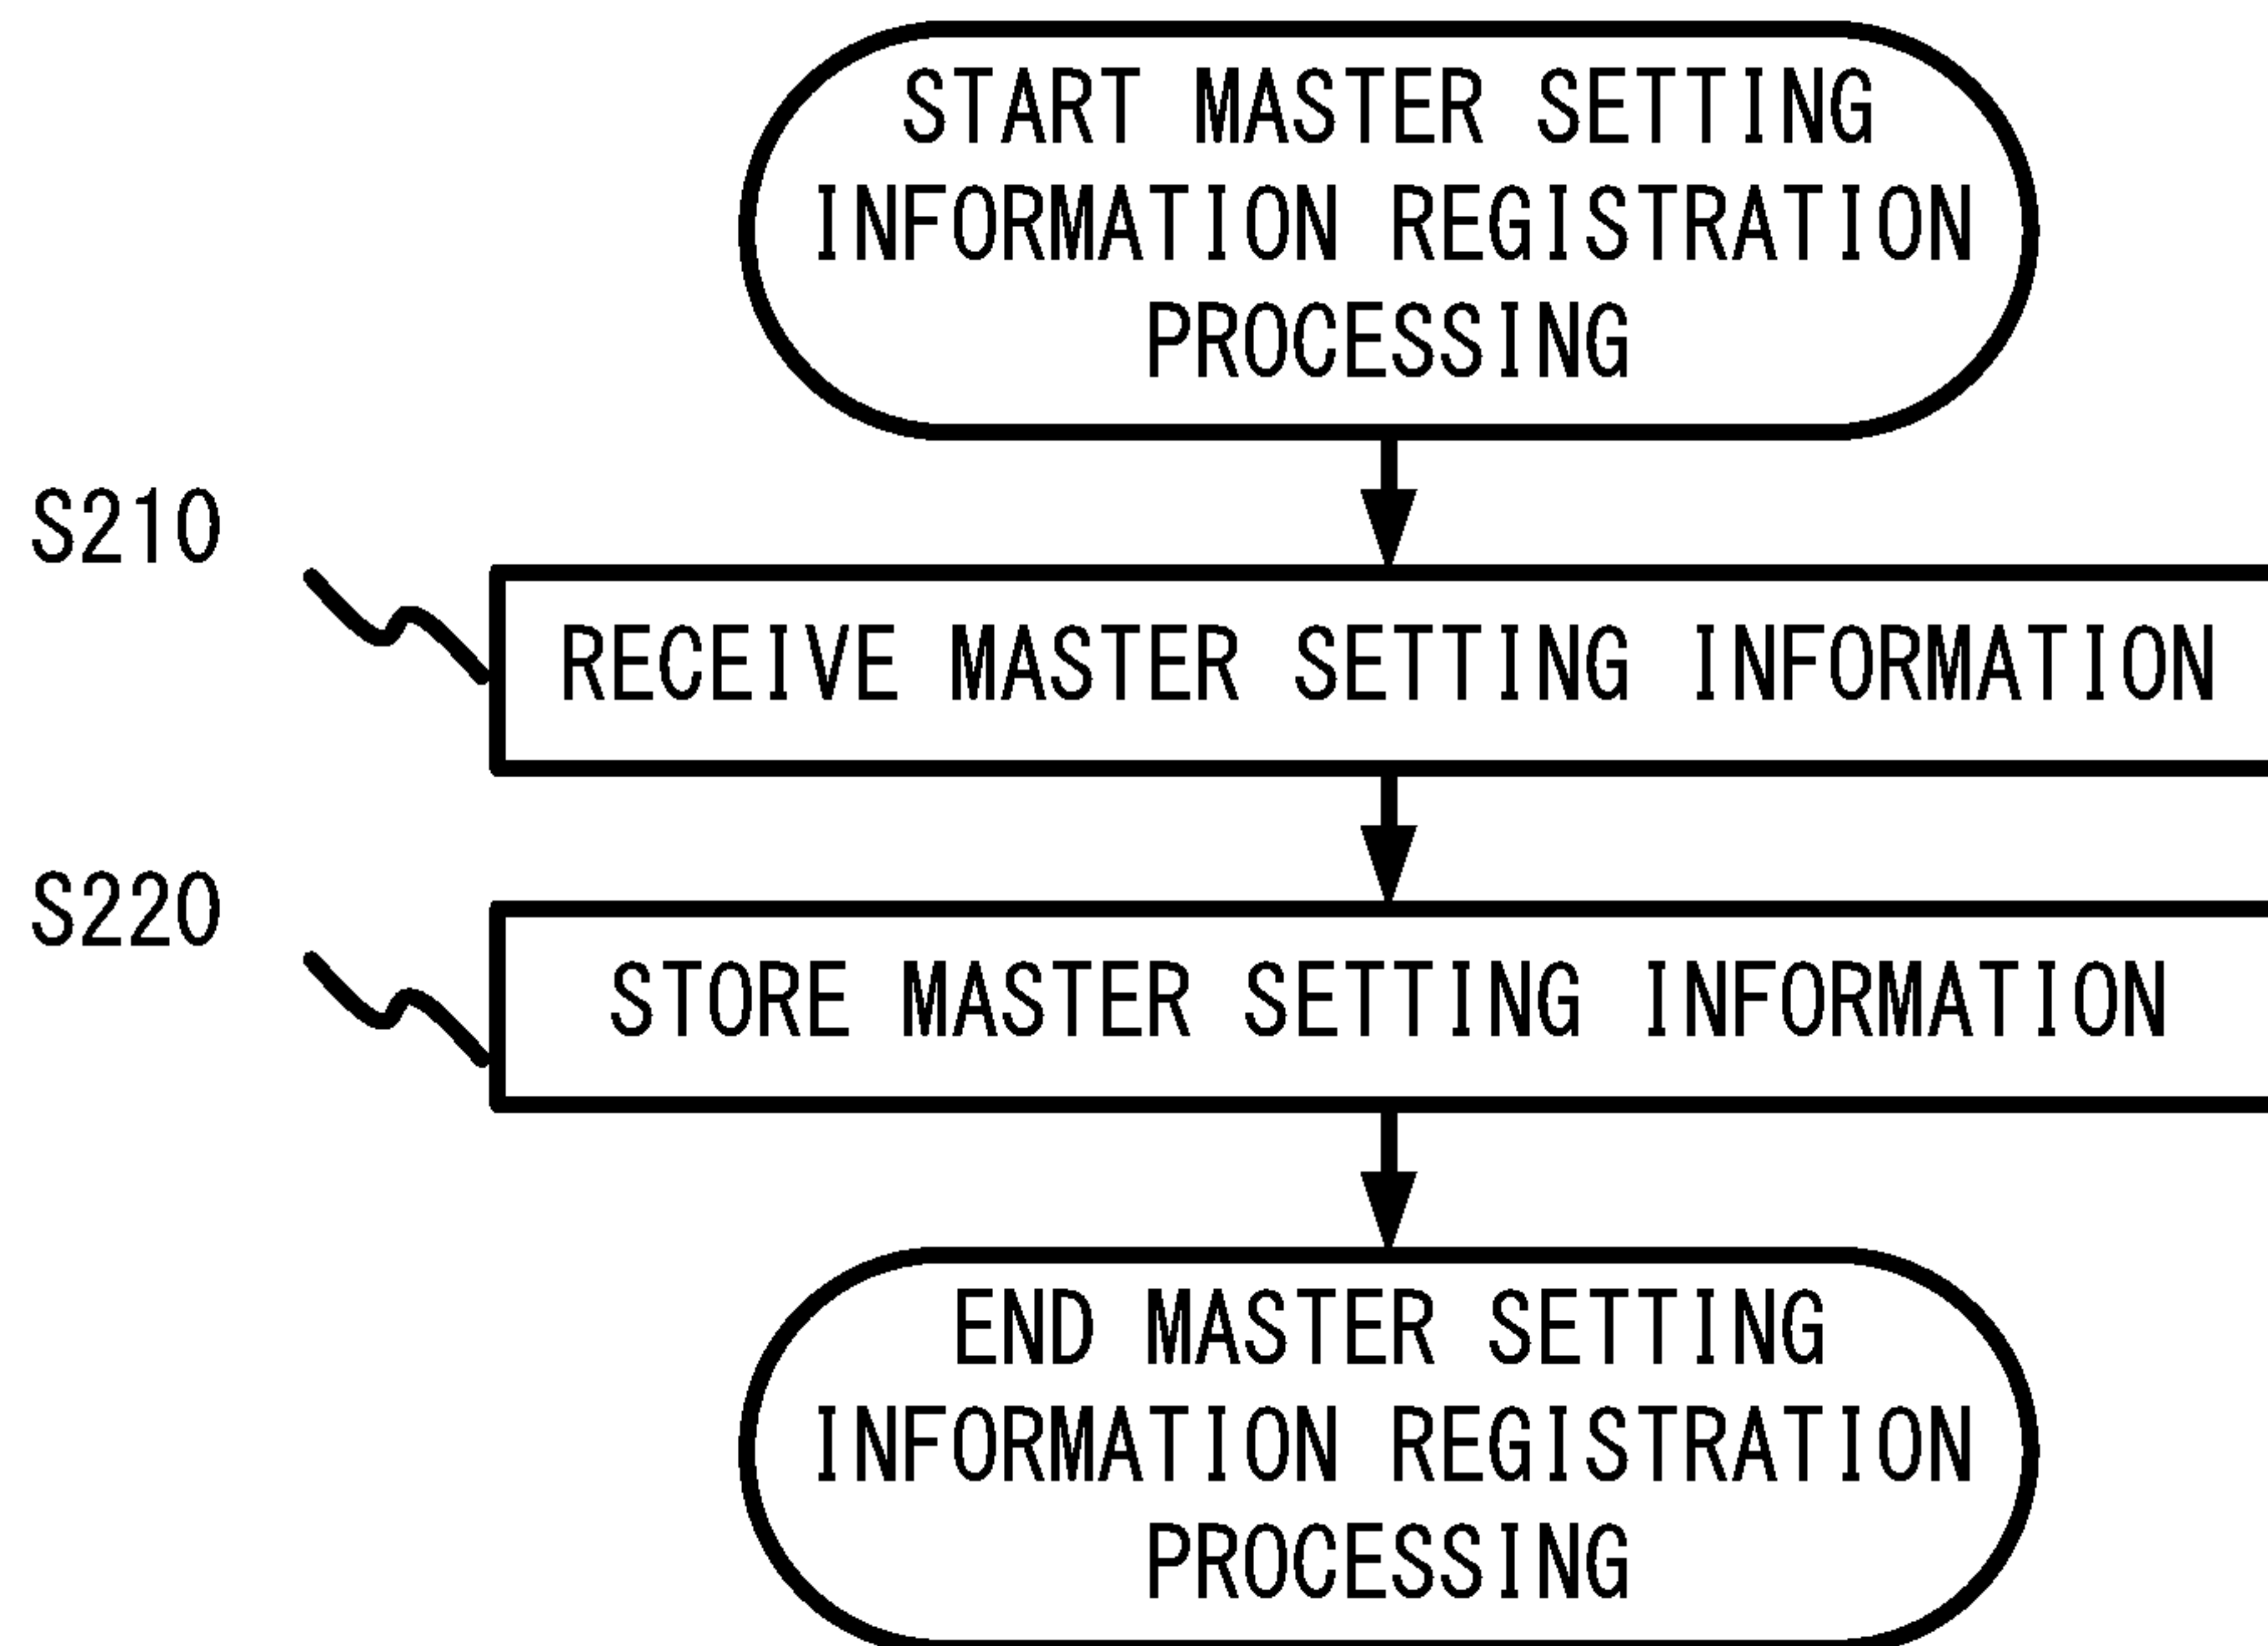 START MASTER SETTING
INFORMATION REGISTRATION
PROCESSING
S210
RECEIVE MASTER SETTING INFORMATION
S220
STORE MASTER SETTING INFORMATION
END MASTER SETTING
INFORMATION REGISTRATION
PROCESSING